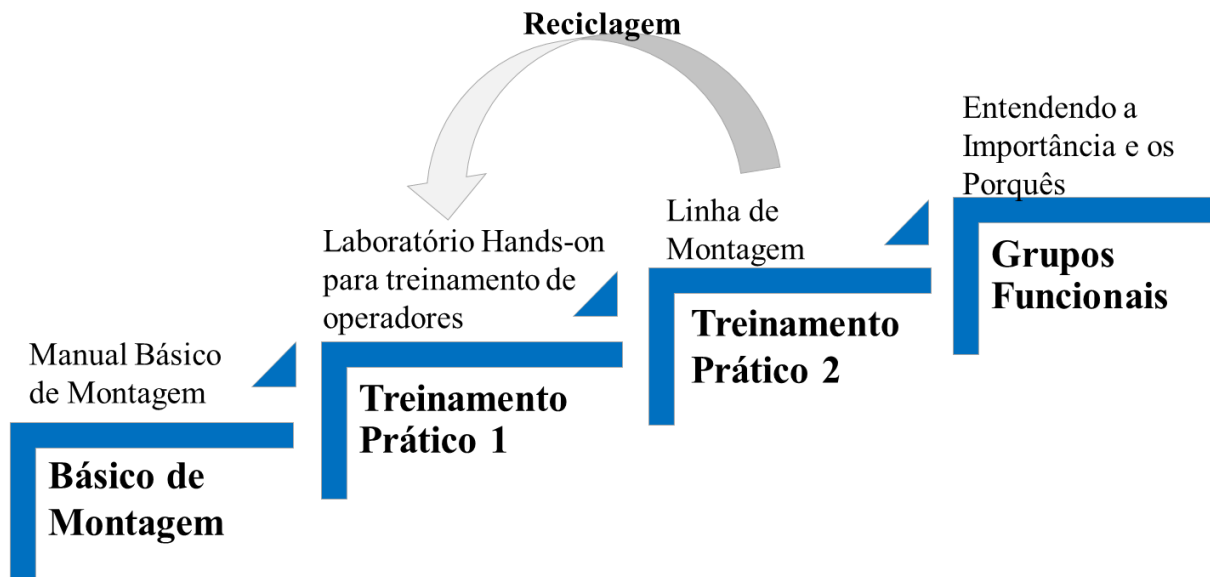 Reciclagem
Manual Básico
de Montagem
Básico de
Montagem
Laboratório Hands-on
para treinamento de
operadores
Treinamento
Prático 1
Linha de
Montagem
Treinamento
Prático 2
Entendendo a
Importância e os
Porquês
Grupos
Funcionais